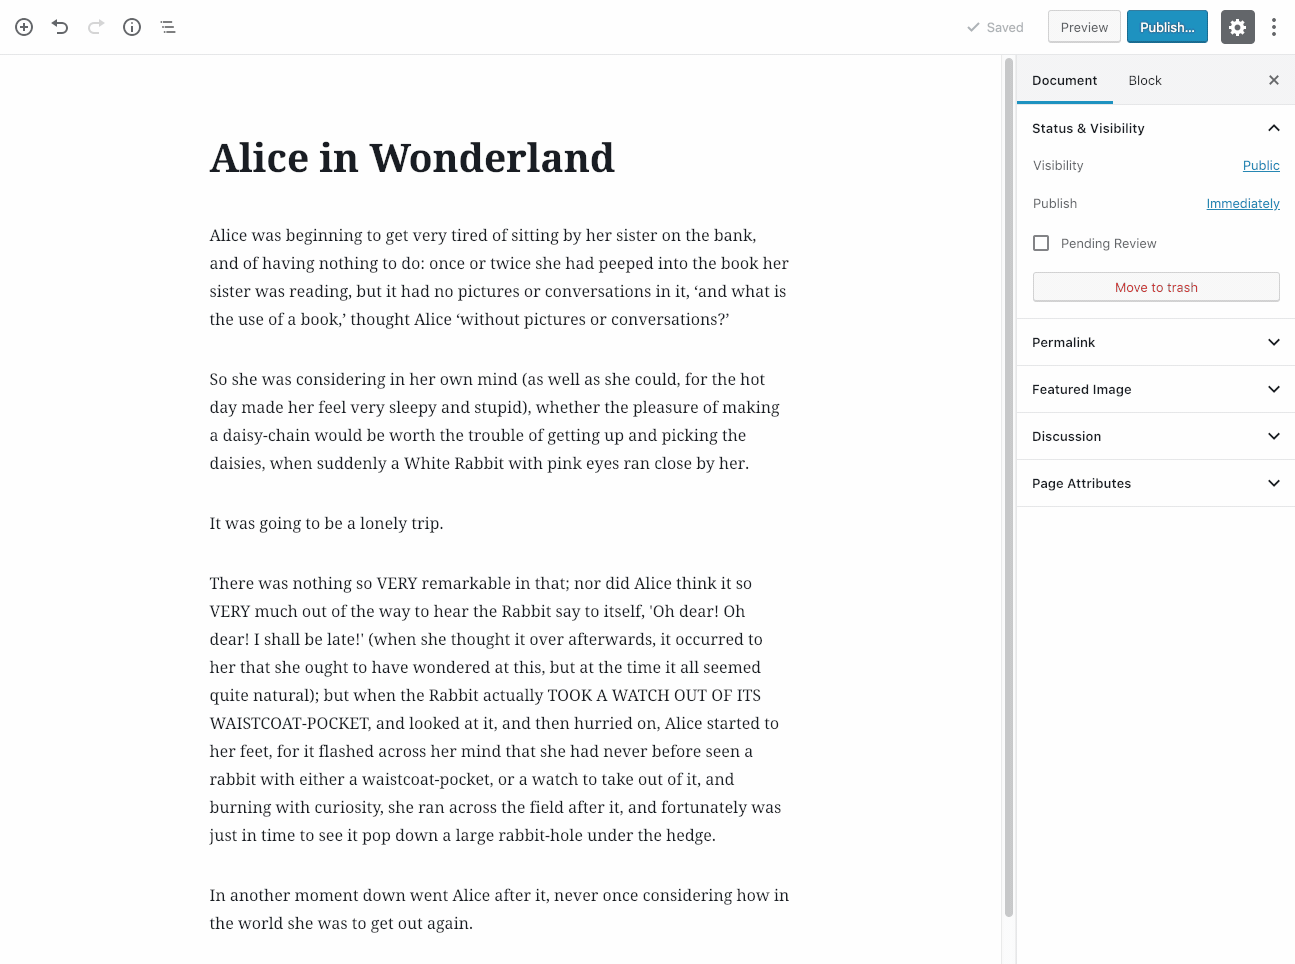 Saved
Preview
Publish...
Document
Block
Status & Visibility
Visibility
Public
Publish
Immediately
Pending Review
Move to trash
Permalink
Featured Image
Discussion
Page Attributes
Alice in Wonderland
Alice was beginning to get very tired of sitting by her sister on the bank,
and of having nothing to do: once or twice she had peeped into the book her
sister was reading, but it had no pictures or conversations in it, ‘and what is
the use of a book,’ thought Alice ‘without pictures or conversations?’
So she was considering in her own mind (as well as she could, for the hot
day made her feel very sleepy and stupid), whether the pleasure of making
a daisy-chain would be worth the trouble of getting up and picking the
daisies, when suddenly a White Rabbit with pink eyes ran close by her.
It was going to be a lonely trip.
There was nothing so VERY remarkable in that; nor did Alice think it so
VERY much out of the way to hear the Rabbit say to itself, 'Oh dear! Oh
dear! I shall be late!' (when she thought it over afterwards, it occurred to
her that she ought to have wondered at this, but at the time it all seemed
quite natural); but when the Rabbit actually TOOK A WATCH OUT OF ITS
WAISTCOAT-POCKET, and looked at it, and then hurried on, Alice started to
her feet, for it flashed across her mind that she had never before seen a
rabbit with either a waistcoat-pocket, or a watch to take out of it, and
burning with curiosity, she ran across the field after it, and fortunately was
just in time to see it pop down a large rabbit-hole under the hedge.
In another moment down went Alice after it, never once considering how in
the world she was to get out again.